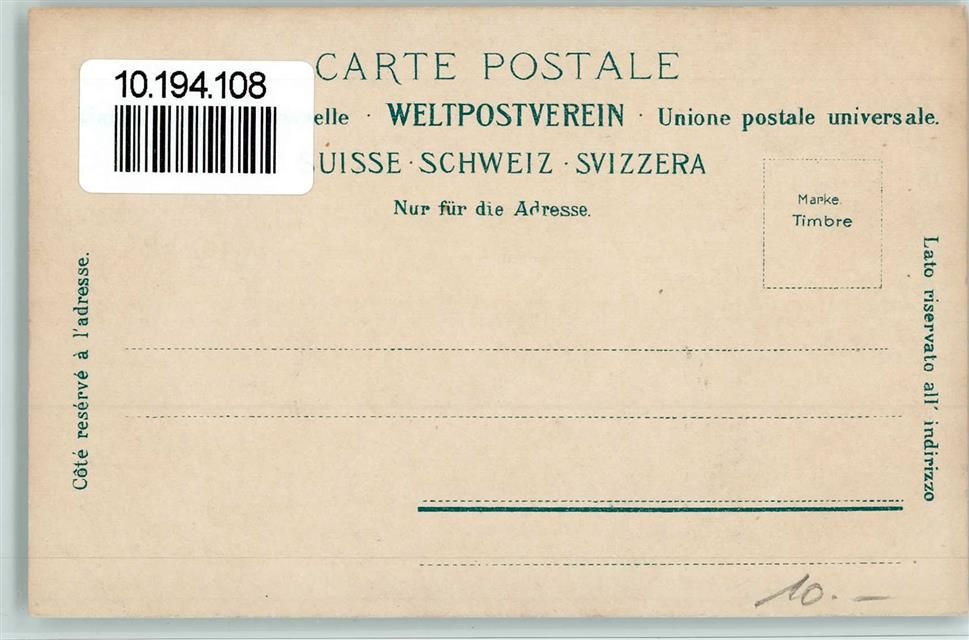 10.194.108
CARTE POSTALE
elle · WELTPOSTVEREIN · Unione postale universale.
UISSE · SCHWEIZ · SVIZZERA
Nur für die Adresse.
Marke.
Timbre
Côté resérvé à l'adresse.
Lato riservato all' indirizzo
10.-